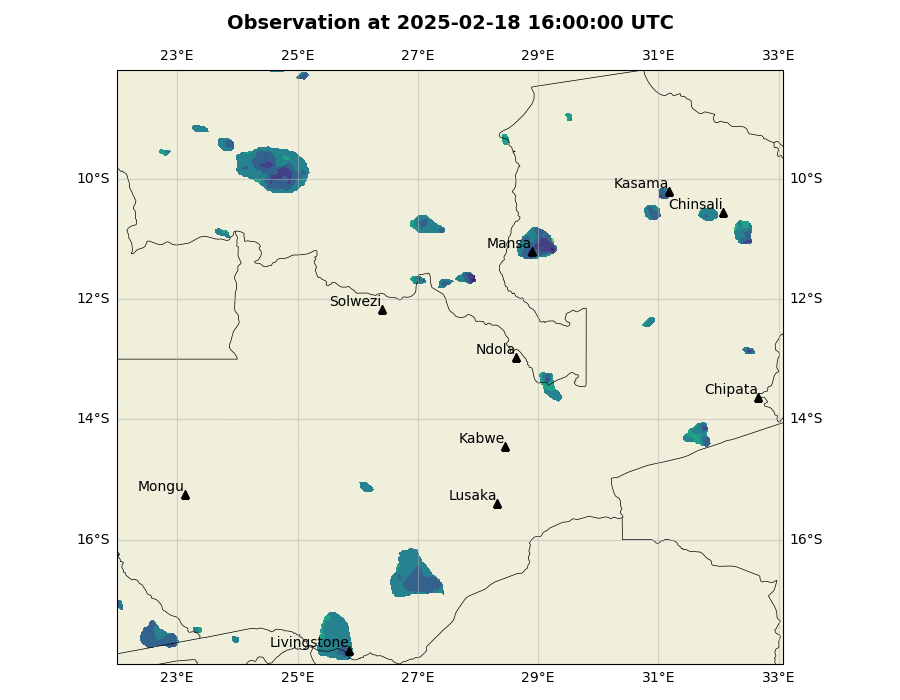 Observation at 2025-02-18 16:00:00 UTC
23°E 25°E 27°E 29°E 31°E 33°E
10°S 10°S
Kasama
Chinsali
Mansa
12°S 12°S
Solwezi
Ndola
Chipata
14°S 14°S
Kabwe
Mongu
Lusaka
16°S 16°S
Livingstone
23°E 25°E 27°E 29°E 31°E 33°E